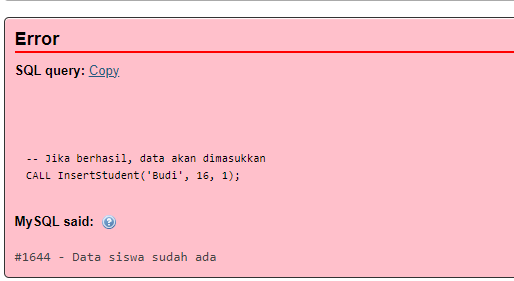 Error
SQL query: Copy
-- Jika berhasil, data akan dimasukkan
CALL InsertStudent('Budi', 16, 1);
MySQL said:
#1644 - Data siswa sudah ada